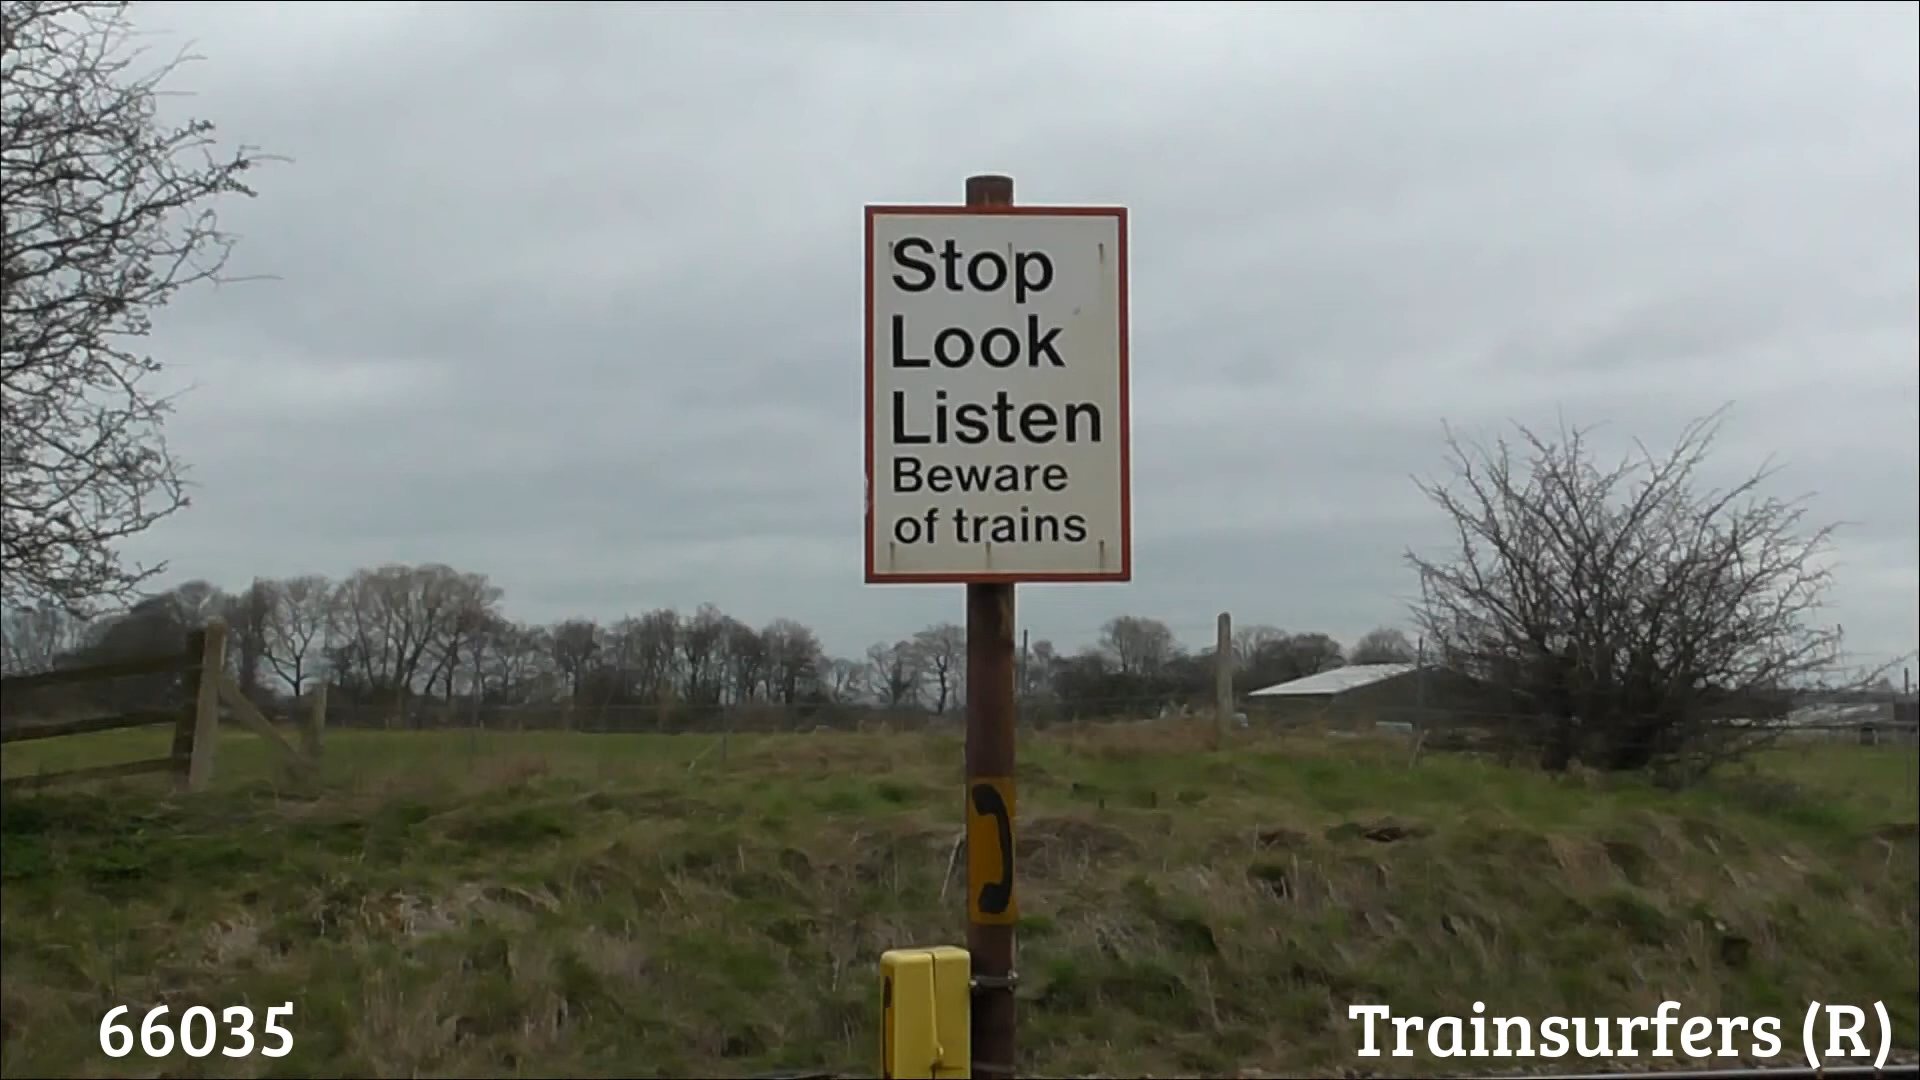 Stop
Look
Listen
Beware
of trains
66035
Trainsurfers (R)